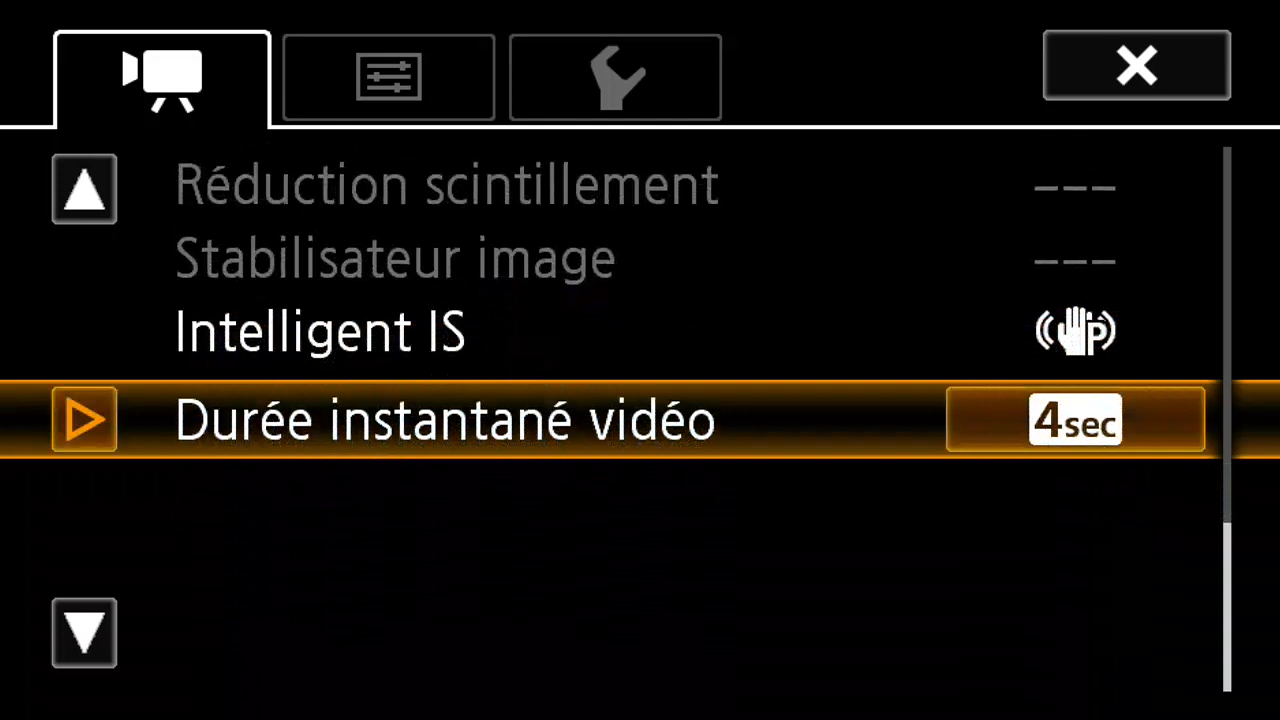 Réduction scintillement ---
Stabilisateur image ---
Intelligent IS P
Durée instantané vidéo 4sec